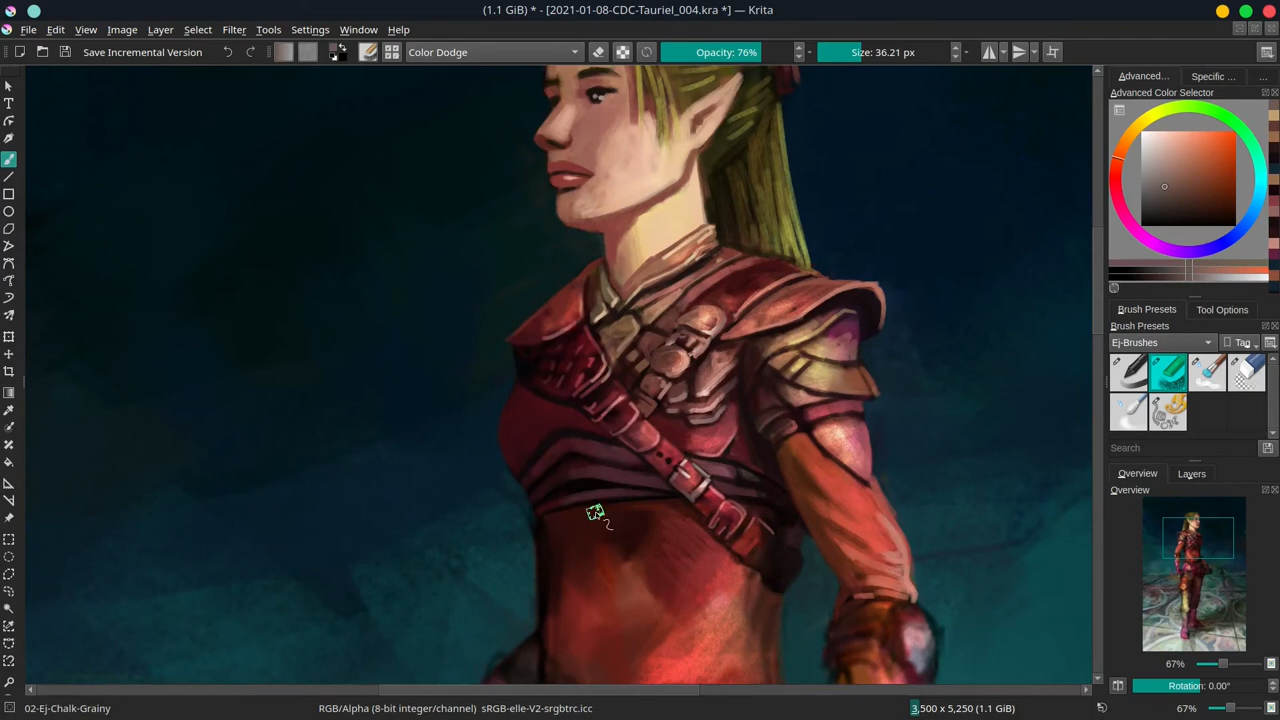 (1.1 GiB) * - [2021-01-08-CDC-Tauriel_004.kra *] — Krita
File Edit View Image Layer Select Filter Tools Settings Window Help
Save Incremental Version Color Dodge Opacity: 76% Size: 36.21 px
Advanced... Specific ... ...
Advanced Color Selector
Brush Presets Tool Options
Brush Presets
Ej-Brushes Tag
Search
Overview Layers
Overview
67%
Rotation: 0.00°
02-Ej-Chalk-Grainy RGB/Alpha (8-bit integer/channel) sRGB-elle-V2-srgbtrc.icc 3,500 x 5,250 (1.1 GiB) 67%